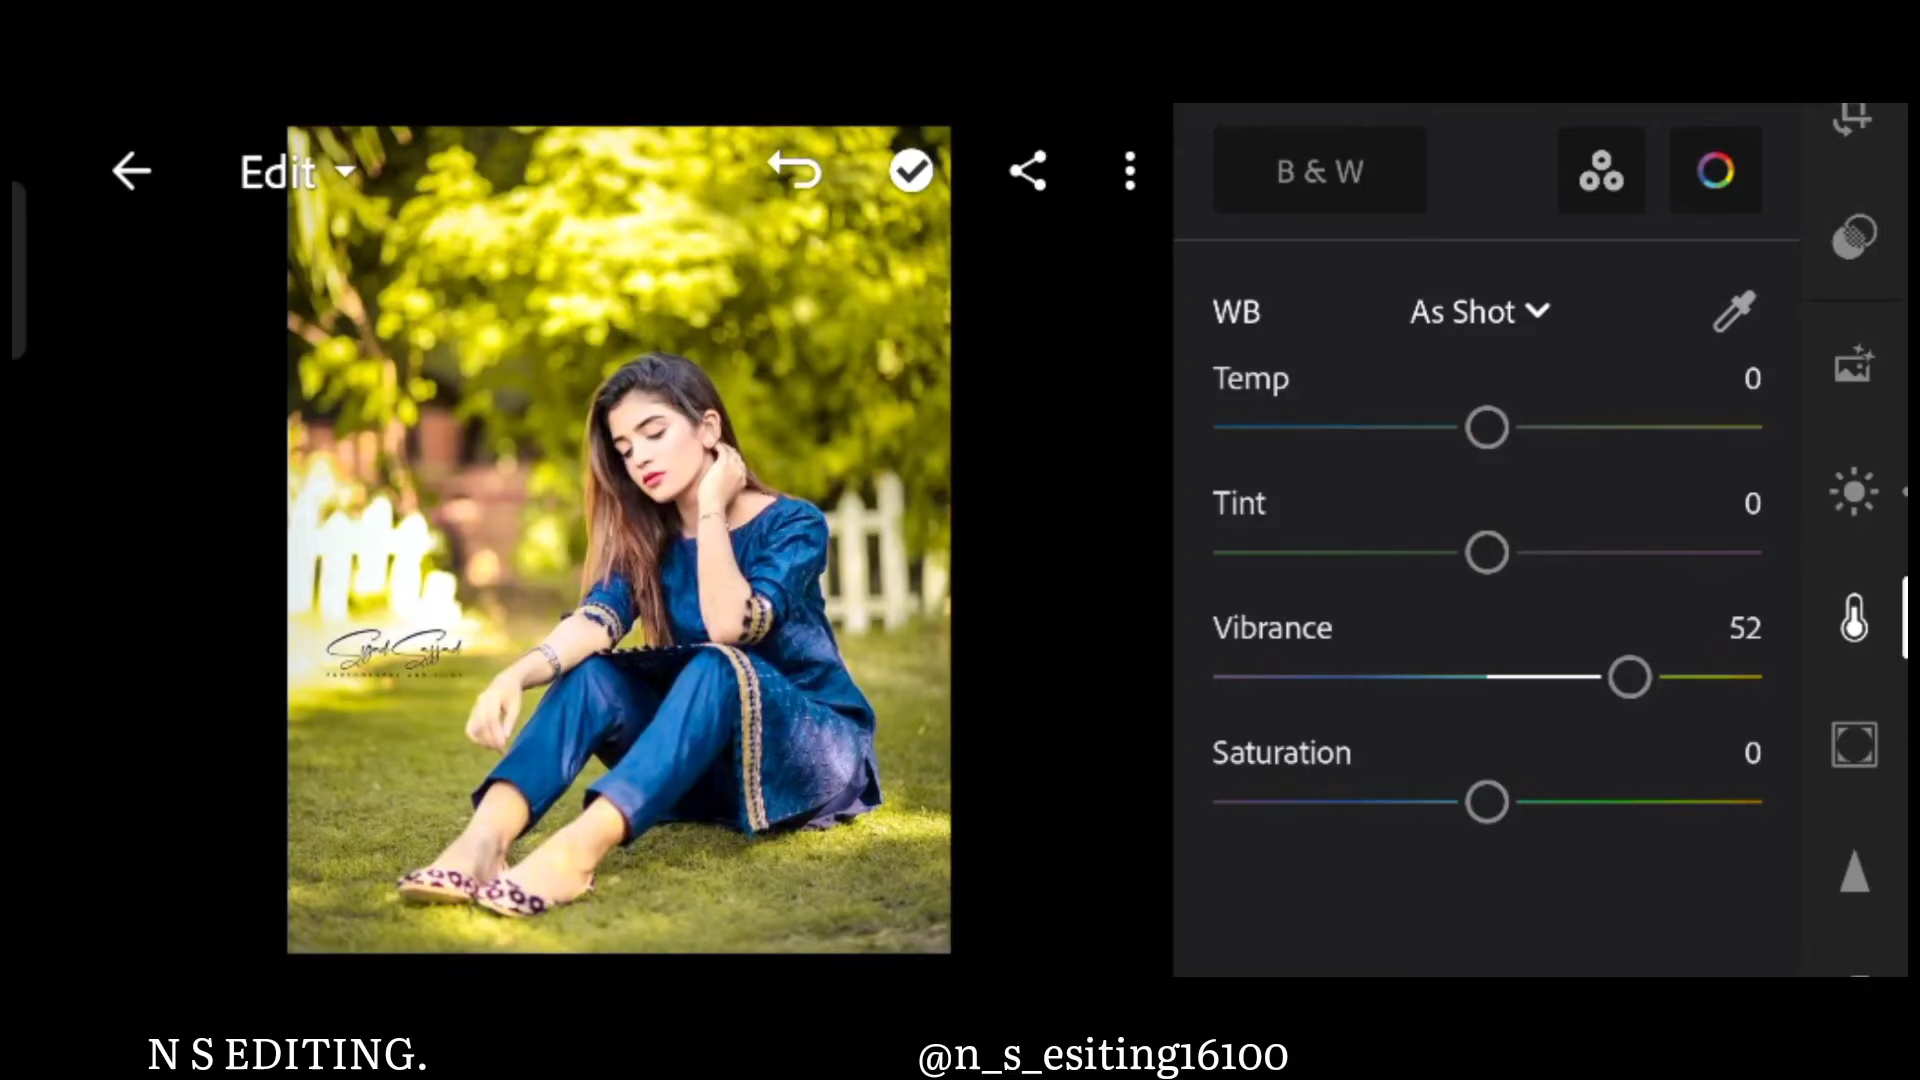 Edit
B & W
WB As Shot
Temp 0
Tint 0
Vibrance 52
Saturation 0
N S EDITING.
@n_s_esiting16100